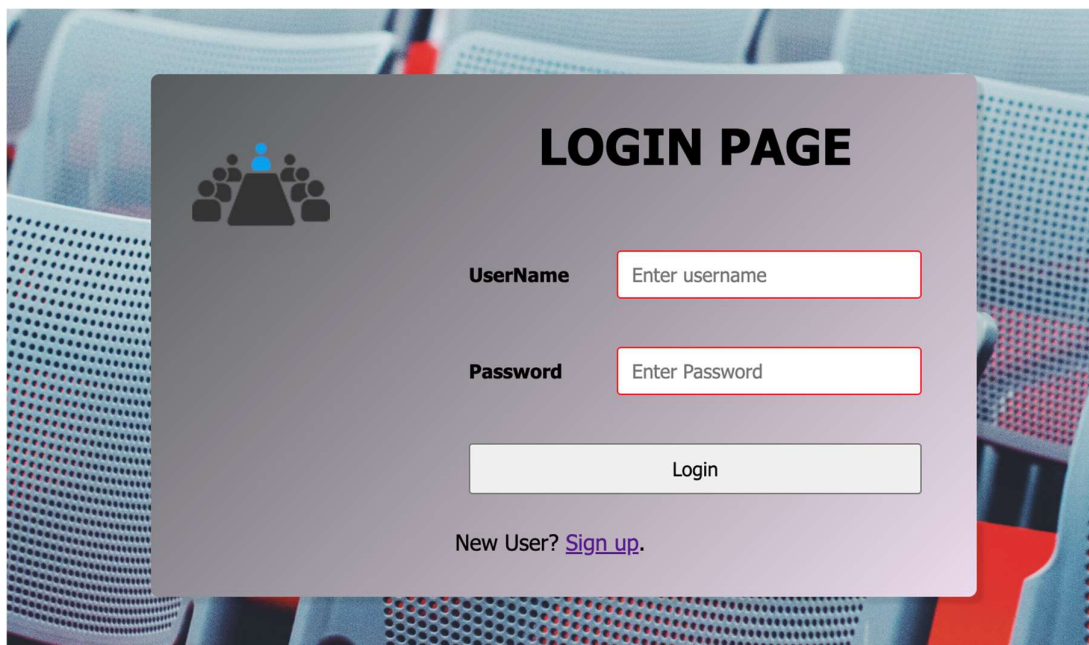 LOGIN PAGE
UserName Enter username
Password Enter Password
Login
New User? Sign up.